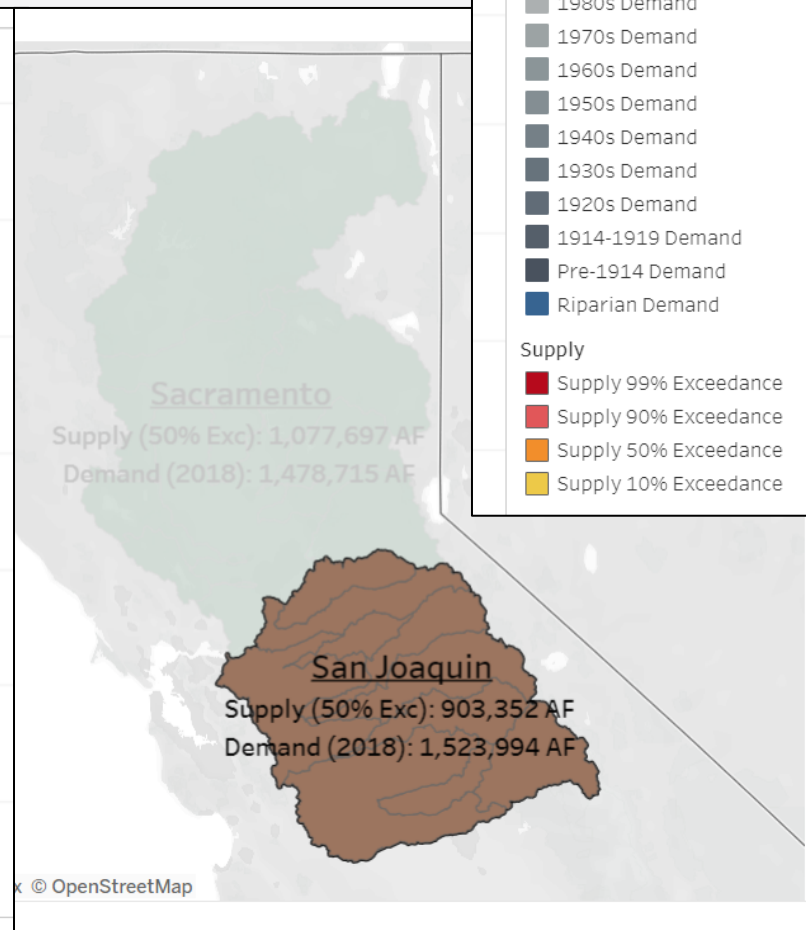 1980s Demand
1970s Demand
1960s Demand
1950s Demand
1940s Demand
1930s Demand
1920s Demand
1914-1919 Demand
Pre-1914 Demand
Riparian Demand
Supply
Supply 99% Exceedance
Supply 90% Exceedance
Supply 50% Exceedance
Supply 10% Exceedance
Sacramento
Supply (50% Exc): 1,077,697 AF
Demand (2018): 1,478,715 AF
San Joaquin
Supply (50% Exc): 903,352 AF
Demand (2018): 1,523,994 AF
x © OpenStreetMap